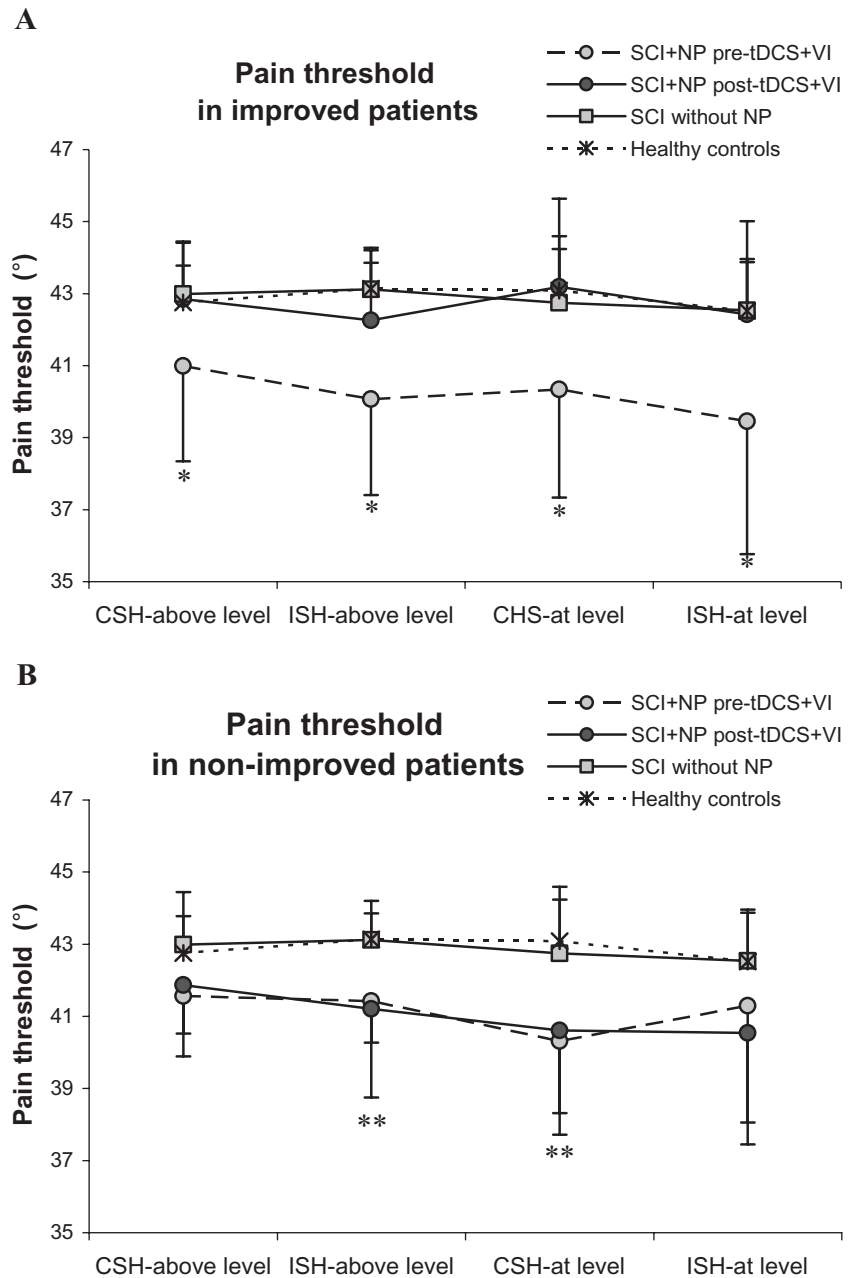 A
Pain threshold
in improved patients
SCI+NP pre-tDCS+VI
SCI+NP post-tDCS+VI
SCI without NP
Healthy controls
Pain threshold (°)
47
45
43
41
39
37
35
*
*
*
*
CSH-above level
ISH-above level
CHS-at level
ISH-at level
B
Pain threshold
in non-improved patients
SCI+NP pre-tDCS+VI
SCI+NP post-tDCS+VI
SCI without NP
Healthy controls
Pain threshold (°)
47
45
43
41
39
37
35
**
**
CSH-above level
ISH-above level
CSH-at level
ISH-at level